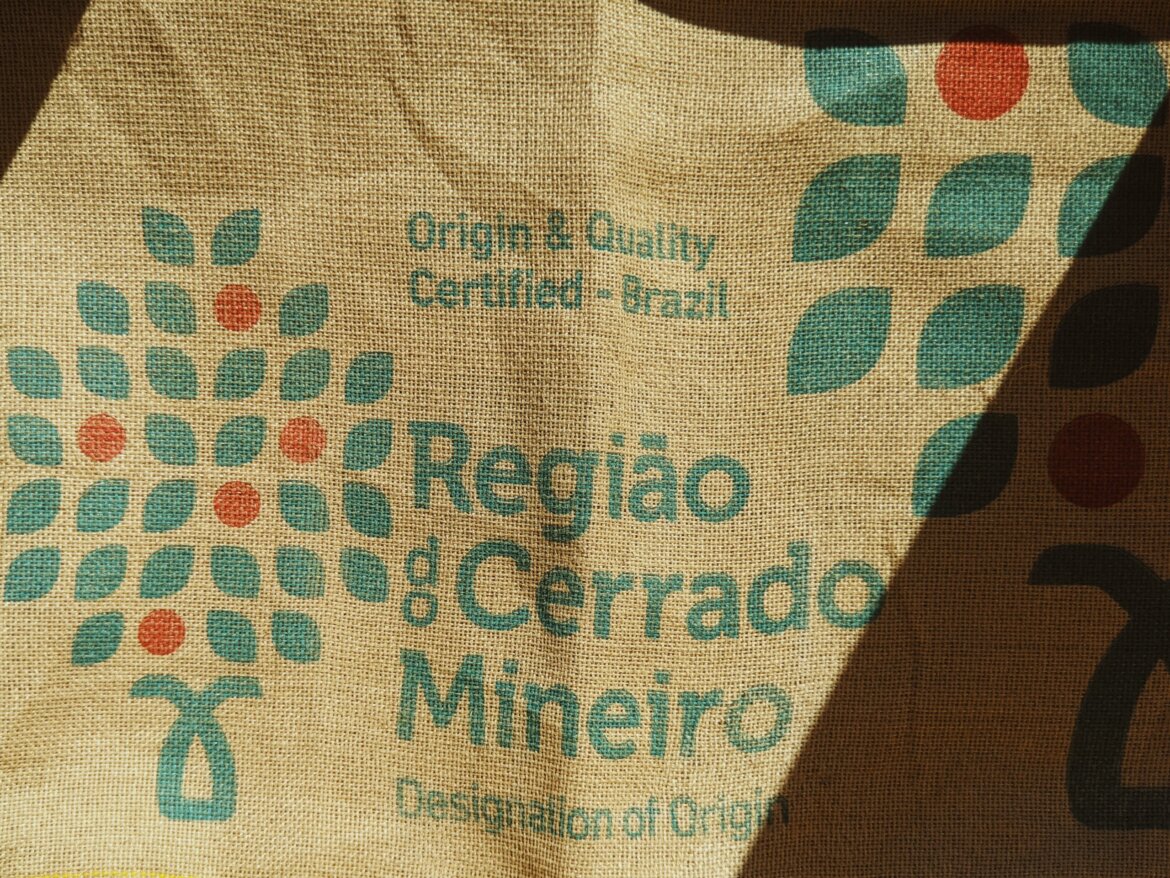 Origin & Quality
Certified - Brazil
Região
do Cerrado
Mineiro
Designation of Origin